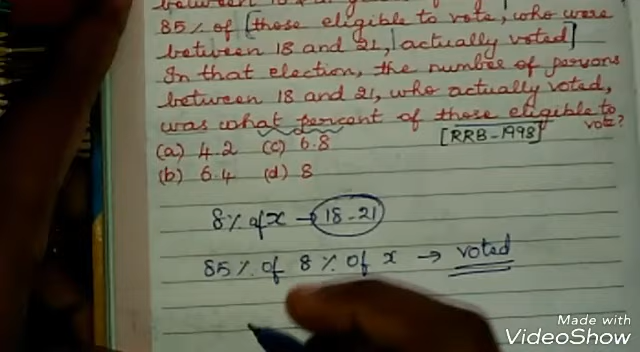 between 18
85% of [those eligible to vote, who were
between 18 and 21, actually voted]
In that election, the number of persons
between 18 and 21, who actually voted,
was what percent of those eligible to
vote?
[RRB-1998]
(a) 4.2 (c) 6.8
(b) 6.4 (d) 8
8% of x → 18-21
85% of 8% of x → voted
Made with
VideoShow